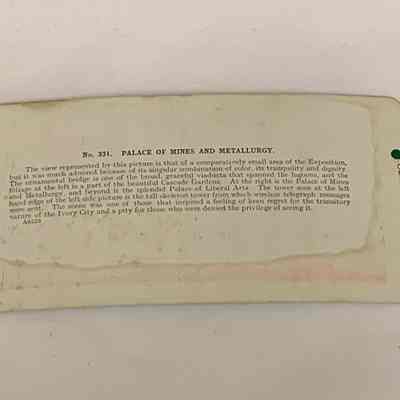 No. 331. PALACE OF MINES AND METALLURGY.
The view represented by this picture is that of a comparatively small area of the Exposition,
but it was much admired because of its singular combination of color, its tranquility and dignity.
The ornamental bridge is one of the broad, graceful viaducts that spanned the lagoons, and the
foliage at the left is a part of the beautiful Cascade Gardens. At the right is the Palace of Mines
and Metallurgy, and beyond is the splendid Palace of Liberal Arts. The tower seen at the left
hand edge of the left side picture is the tall skeleton tower from which wireless telegraph messages
were sent. The scene was one of those that inspired a feeling of keen regret for the transitory
nature of the Ivory City and a pity for those who were denied the privilege of seeing it.